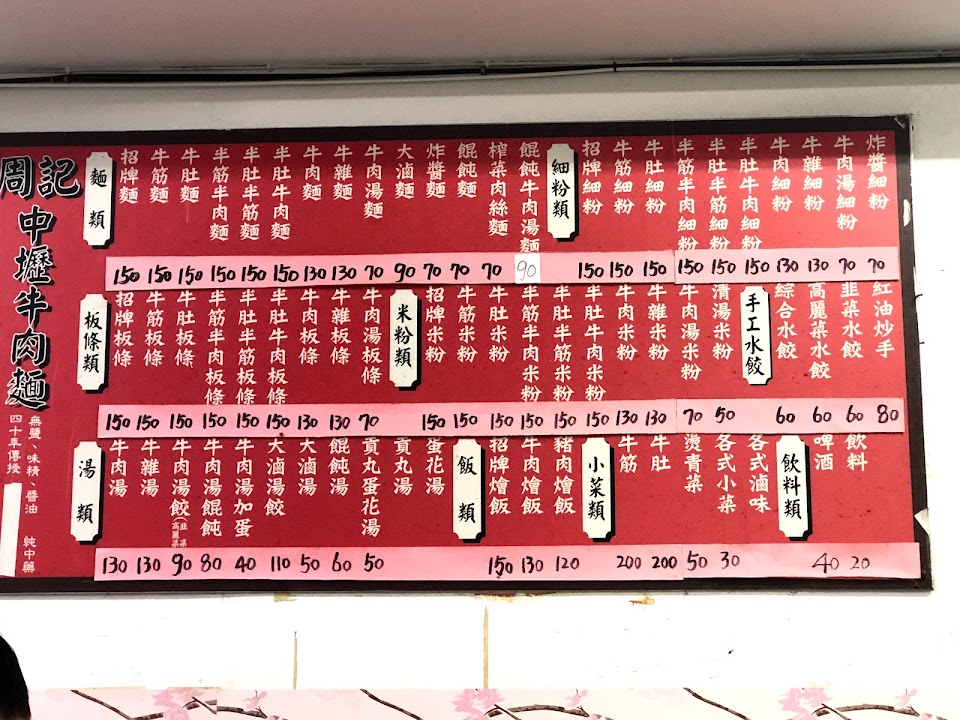 周記
中壢牛肉麵
無鹽、味精、醬油 純中藥
四十年傳授
麵類
招牌麵
牛筋麵
牛肚麵
半筋半肉麵
半肚半筋麵
半肚牛肉麵
牛肉麵
牛雜麵
牛肉湯麵
大滷麵
炸醬麵
餛飩麵
榨菜肉絲麵
餛飩牛肉湯麵
細粉類
招牌細粉
牛筋細粉
牛肚細粉
半筋半肉細粉
半肚半筋細粉
半肚牛肉細粉
牛肉細粉
牛雜細粉
牛肉湯細粉
炸醬細粉
150 150 150 150 150 150 130 130 70 90 70 70 70 90 150 150 150 150 150 150 130 130 70 70
板條類
招牌板條
牛筋板條
牛肚板條
半筋半肉板條
半肚半筋板條
半肚牛肉板條
牛肉板條
牛雜板條
牛肉湯板條
米粉類
招牌米粉
牛筋米粉
牛肚米粉
半筋半肉米粉
半肚半筋米粉
半肚牛肉米粉
牛肉米粉
牛雜米粉
牛肉湯米粉
清湯米粉
手工水餃
綜合水餃
高麗菜水餃
韭菜水餃
紅油炒手
150 150 150 150 150 150 130 130 70 150 150 150 150 150 150 130 130 70 50 60 60 60 80
湯類
牛肉湯
牛雜湯
牛肉湯餃(韭菜 高麗菜)
牛肉湯餛飩
牛肉湯加蛋
大滷湯餃
大滷湯
餛飩湯
貢丸蛋花湯
貢丸湯
蛋花湯
飯類
招牌燴飯
牛肉燴飯
豬肉燴飯
小菜類
牛筋
牛肚
燙青菜
各式小菜
各式滷味
飲料類
啤酒
飲料
130 130 90 80 40 110 50 60 50 150 130 120 200 200 50 30 40 20